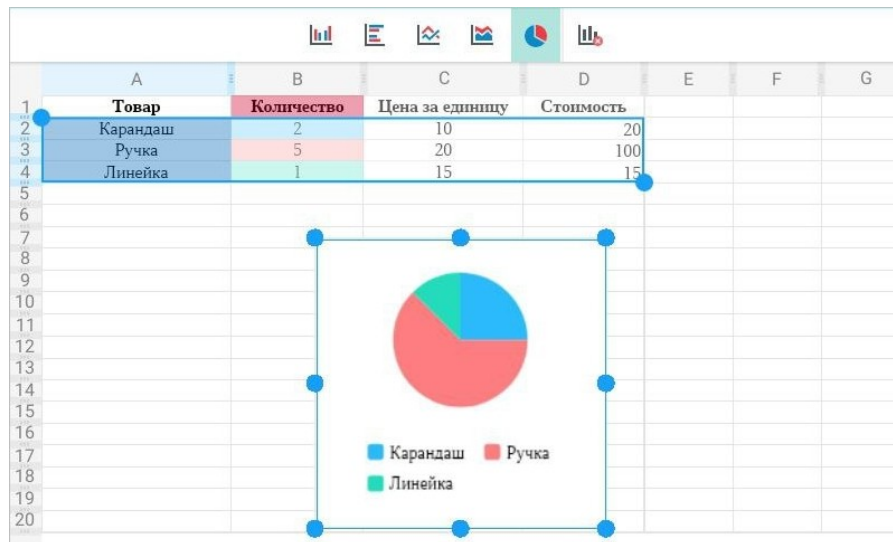 A B C D E F G
1 Товар Количество Цена за единицу Стоимость
2 Карандаш 2 10 20
3 Ручка 5 20 100
4 Линейка 1 15 15
5
6
7
8
9
10
11
12
13
14
15
16
17
18
19
20
Карандаш Ручка
Линейка